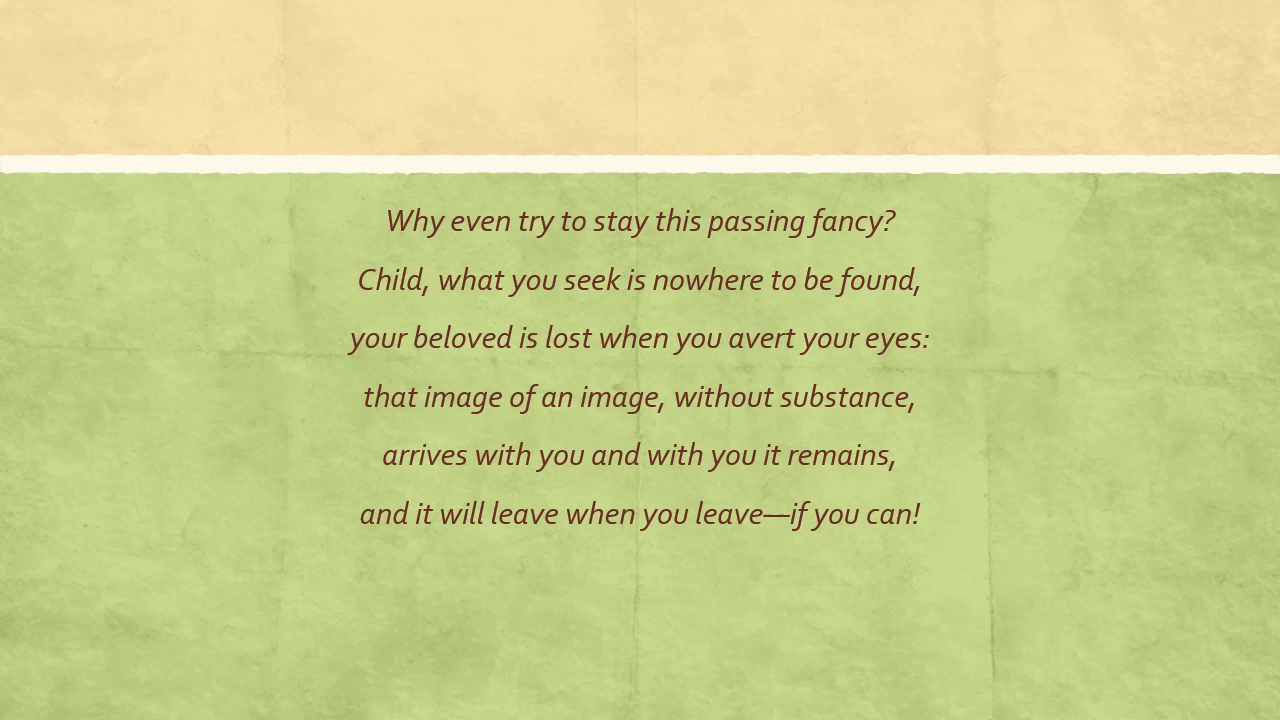 Why even try to stay this passing fancy?
Child, what you seek is nowhere to be found,
your beloved is lost when you avert your eyes:
that image of an image, without substance,
arrives with you and with you it remains,
and it will leave when you leave—if you can!